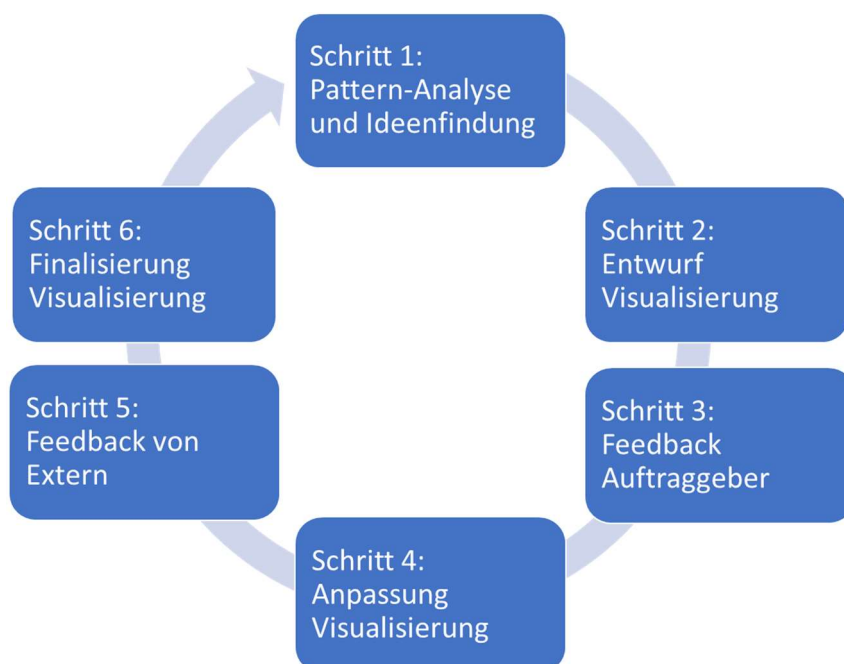 Schritt 1:
Pattern-Analyse
und Ideenfindung
Schritt 2:
Entwurf
Visualisierung
Schritt 3:
Feedback
Auftraggeber
Schritt 4:
Anpassung
Visualisierung
Schritt 5:
Feedback von
Extern
Schritt 6:
Finalisierung
Visualisierung